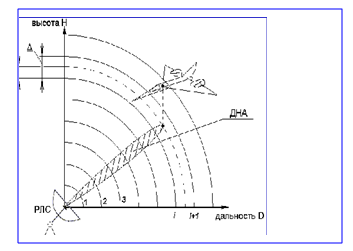 высота H
Δ
ДНА
РЛС
1
2
3
i
i+1
дальность D